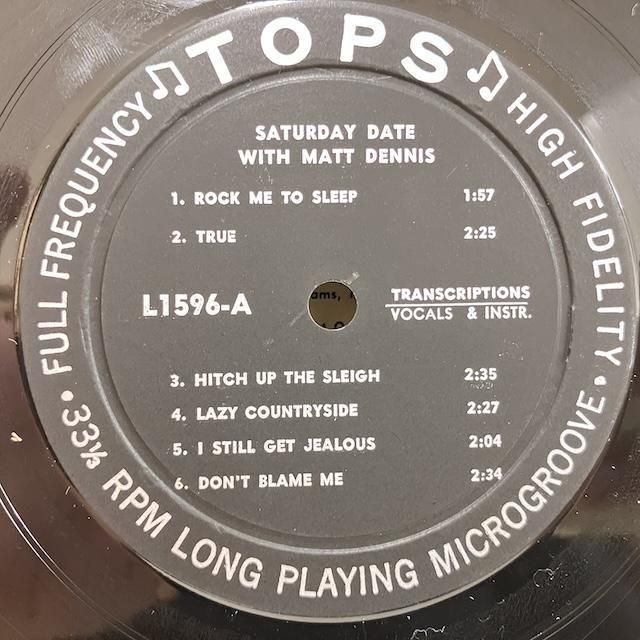 TOPS
FULL FREQUENCY
HIGH FIDELITY
SATURDAY DATE
WITH MATT DENNIS
1. ROCK ME TO SLEEP 1:57
2. TRUE 2:25
L1596-A
TRANSCRIPTIONS
VOCALS & INSTR.
3. HITCH UP THE SLEIGH 2:35
4. LAZY COUNTRYSIDE 2:27
5. I STILL GET JEALOUS 2:04
6. DON'T BLAME ME 2:34
• 33⅓ RPM LONG PLAYING MICROGROOVE •